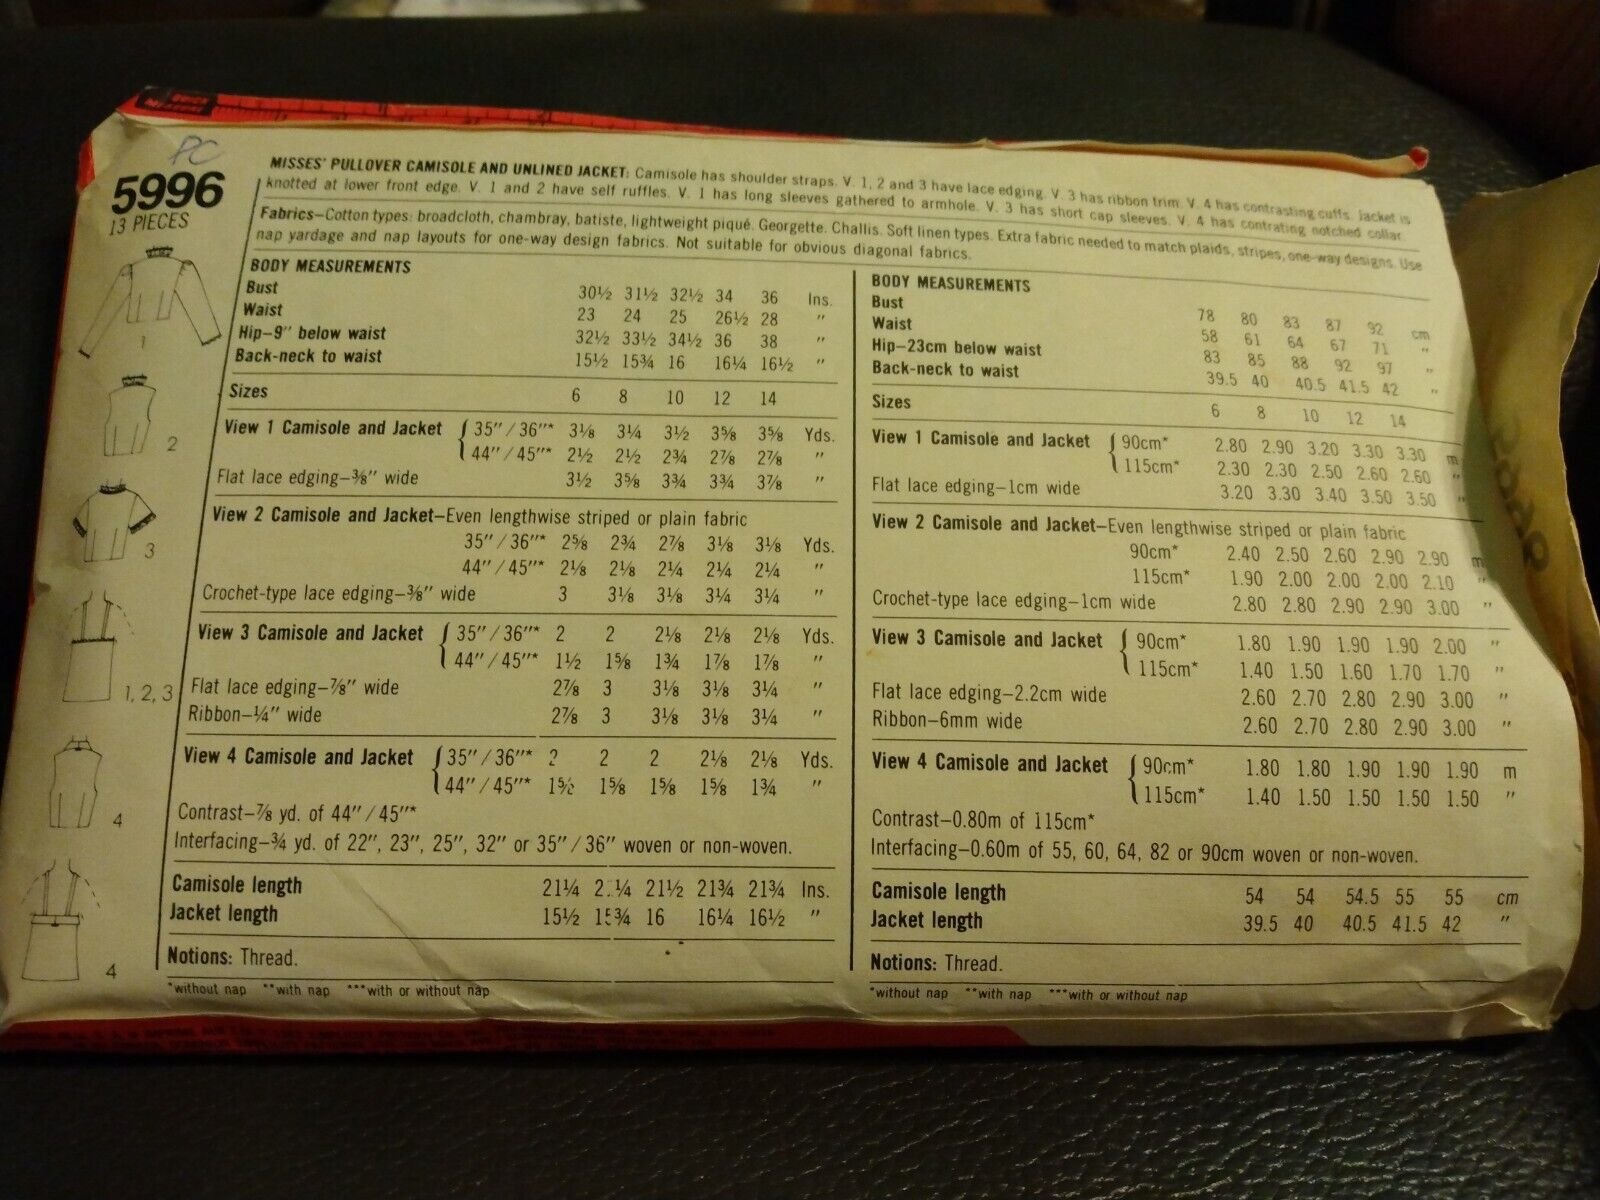 PC
5996
13 PIECES
MISSES' PULLOVER CAMISOLE AND UNLINED JACKET: Camisole has shoulder straps. V. 1, 2 and 3 have lace edging. V. 3 has ribbon trim. V. 4 has contrasting cuffs. Jacket is
knotted at lower front edge. V. 1 and 2 have self ruffles. V. 1 has long sleeves gathered to armhole. V. 3 has short cap sleeves. V. 4 has contrating notched collar.
Fabrics—Cotton types: broadcloth, chambray, batiste, lightweight piqué. Georgette. Challis. Soft linen types. Extra fabric needed to match plaids, stripes, one-way designs. Use
nap yardage and nap layouts for one-way design fabrics. Not suitable for obvious diagonal fabrics.
BODY MEASUREMENTS
Bust 30½ 31½ 32½ 34 36 Ins.
Waist 23 24 25 26½ 28 "
Hip—9" below waist 32½ 33½ 34½ 36 38 "
Back-neck to waist 15½ 15¾ 16 16¼ 16½ "
Sizes 6 8 10 12 14
View 1 Camisole and Jacket { 35"/36"* 3⅛ 3¼ 3½ 3⅝ 3⅝ Yds.
44"/45"* 2½ 2½ 2¾ 2⅞ 2⅞ "
Flat lace edging—⅜" wide 3½ 3⅝ 3¾ 3¾ 3⅞ "
View 2 Camisole and Jacket—Even lengthwise striped or plain fabric
35"/36"* 2⅝ 2¾ 2⅞ 3⅛ 3⅛ Yds.
44"/45"* 2⅛ 2⅛ 2¼ 2¼ 2¼ "
Crochet-type lace edging—⅜" wide 3 3⅛ 3⅛ 3¼ 3¼ "
View 3 Camisole and Jacket { 35"/36"* 2 2 2⅛ 2⅛ 2⅛ Yds.
44"/45"* 1½ 1⅝ 1¾ 1⅞ 1⅞ "
Flat lace edging—⅞" wide 2⅞ 3 3⅛ 3⅛ 3¼ "
Ribbon—¼" wide 2⅞ 3 3⅛ 3⅛ 3¼ "
View 4 Camisole and Jacket { 35"/36"* 2 2 2 2⅛ 2⅛ Yds.
44"/45"* 1⅝ 1⅝ 1⅝ 1⅝ 1¾ "
Contrast—⅞ yd. of 44"/45"*
Interfacing—¾ yd. of 22", 23", 25", 32" or 35"/36" woven or non-woven.
Camisole length 21¼ 21¼ 21½ 21¾ 21¾ Ins.
Jacket length 15½ 15¾ 16 16¼ 16½ "
Notions: Thread.
*without nap **with nap ***with or without nap
BODY MEASUREMENTS
Bust 78 80 83 87 92 cm
Waist 58 61 64 67 71 "
Hip—23cm below waist 83 85 88 92 97 "
Back-neck to waist 39.5 40 40.5 41.5 42 "
Sizes 6 8 10 12 14
View 1 Camisole and Jacket { 90cm* 2.80 2.90 3.20 3.30 3.30 m
115cm* 2.30 2.30 2.50 2.60 2.60 "
Flat lace edging—1cm wide 3.20 3.30 3.40 3.50 3.50 "
View 2 Camisole and Jacket—Even lengthwise striped or plain fabric
90cm* 2.40 2.50 2.60 2.90 2.90 m
115cm* 1.90 2.00 2.00 2.00 2.10 "
Crochet-type lace edging—1cm wide 2.80 2.80 2.90 2.90 3.00 "
View 3 Camisole and Jacket { 90cm* 1.80 1.90 1.90 1.90 2.00 "
115cm* 1.40 1.50 1.60 1.70 1.70 "
Flat lace edging—2.2cm wide 2.60 2.70 2.80 2.90 3.00 "
Ribbon—6mm wide 2.60 2.70 2.80 2.90 3.00 "
View 4 Camisole and Jacket { 90cm* 1.80 1.80 1.90 1.90 1.90 m
115cm* 1.40 1.50 1.50 1.50 1.50 "
Contrast—0.80m of 115cm*
Interfacing—0.60m of 55, 60, 64, 82 or 90cm woven or non-woven.
Camisole length 54 54 54.5 55 55 cm
Jacket length 39.5 40 40.5 41.5 42 "
Notions: Thread.
*without nap **with nap ***with or without nap
1
2
3
1, 2, 3
4
4